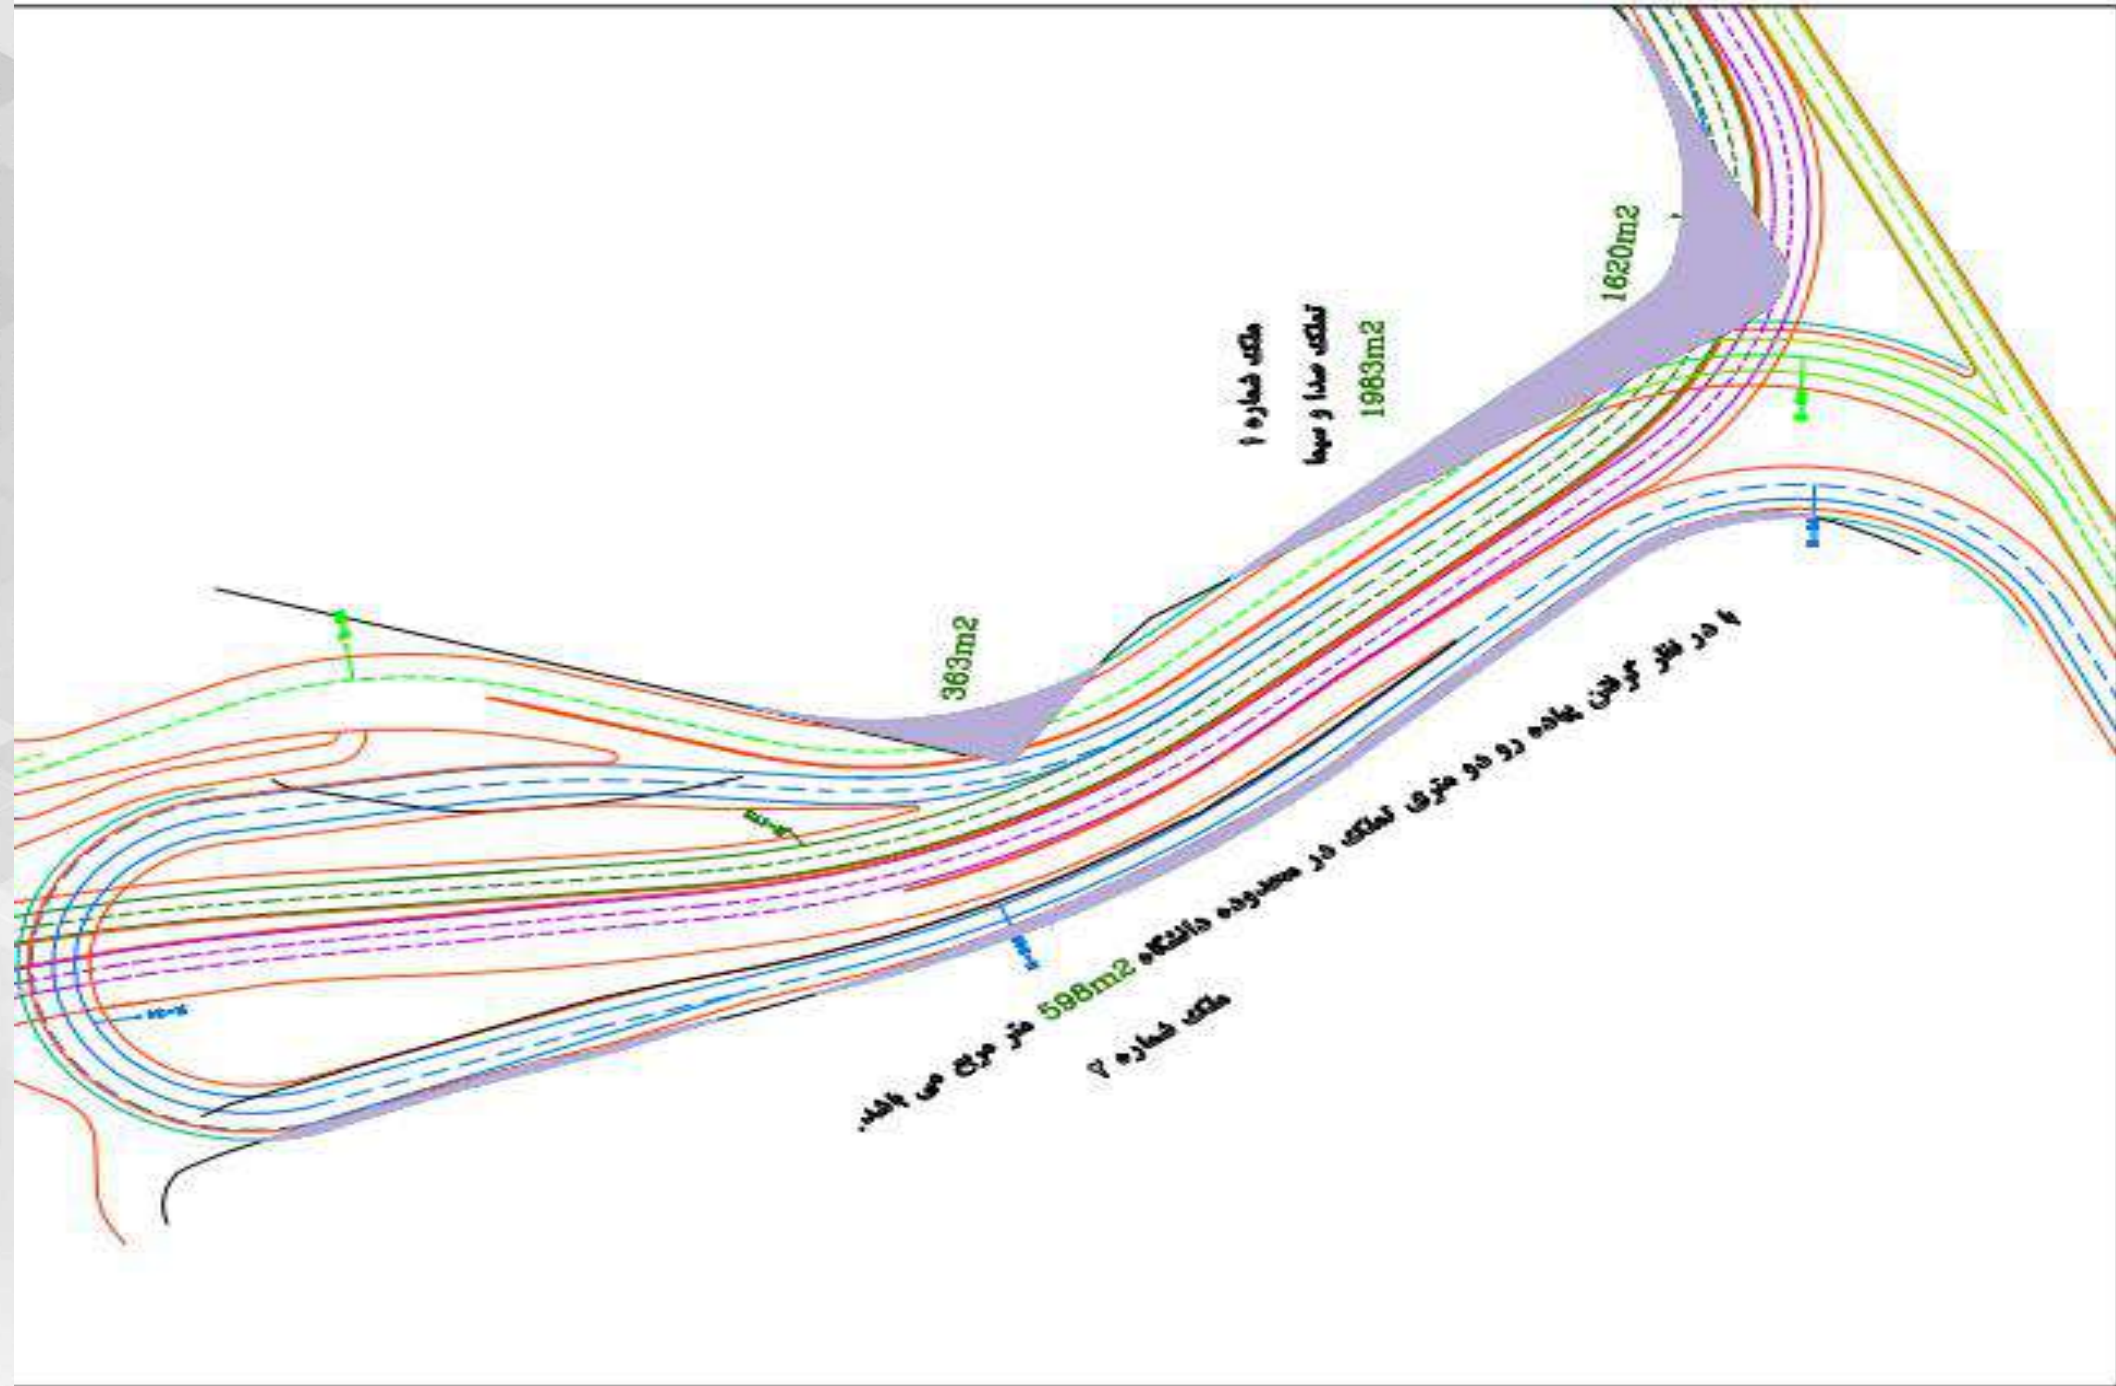 1620m2
ملک شماره ۱
تملک صدا و سیما
1983m2
363m2
با در نظر گرفتن پیاده رو دو متری تملک در محدوده دانشگاه 598m2 متر مربع می باشد.
ملک شماره ۷